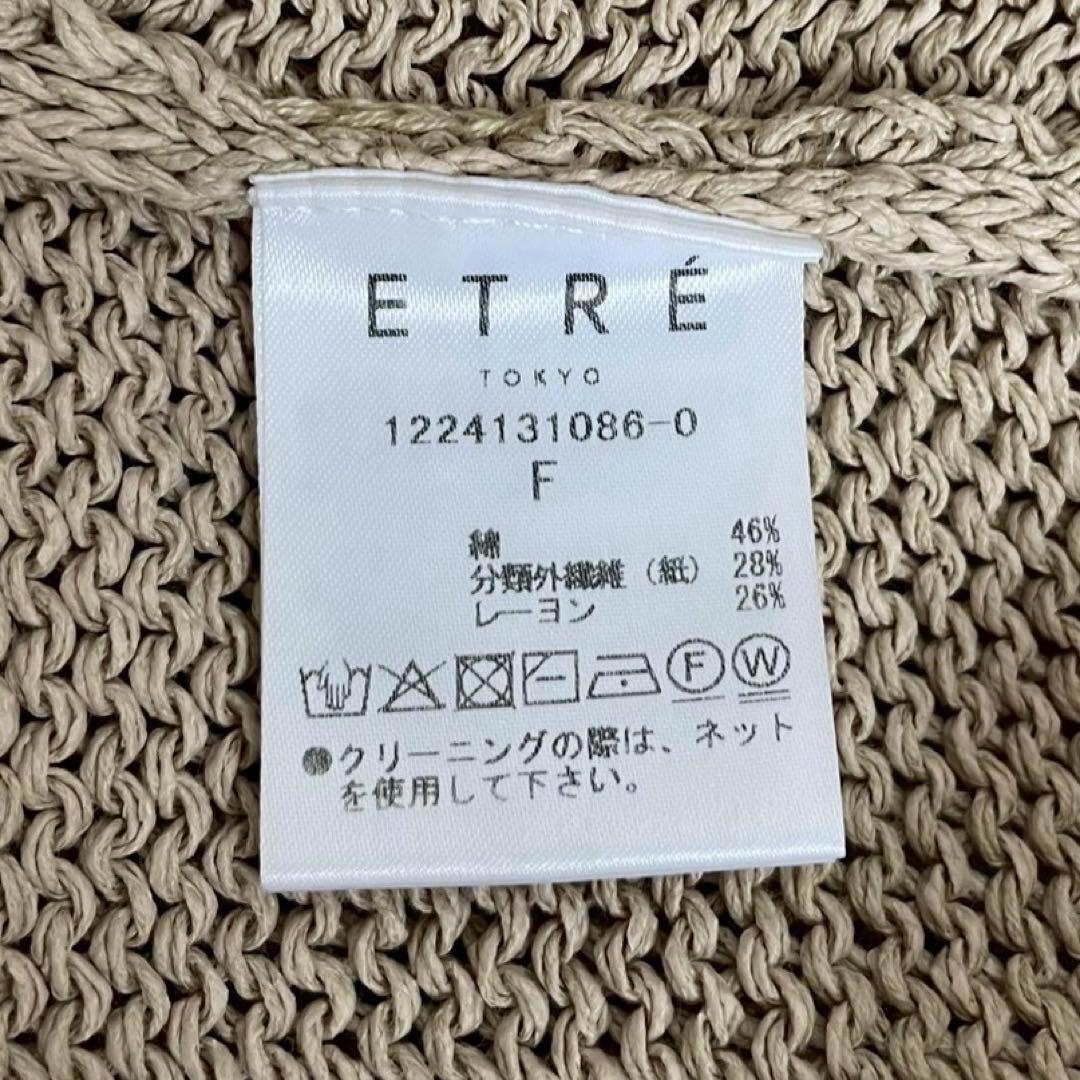 ETRÉ
TOKYO
1224131086-0
F
綿 46%
分類外繊維（紙） 28%
レーヨン 26%
F W
●クリーニングの際は、ネット
を使用して下さい。